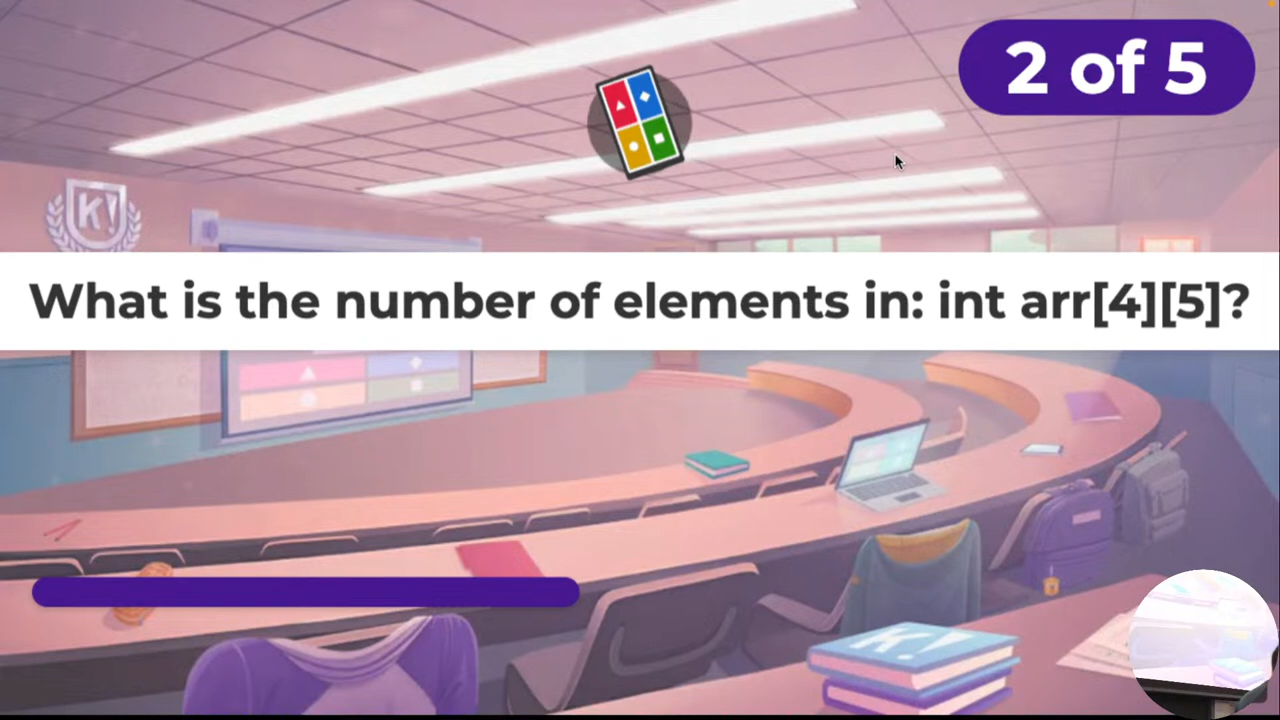 2 of 5
K!
What is the number of elements in: int arr[4][5]?
K!